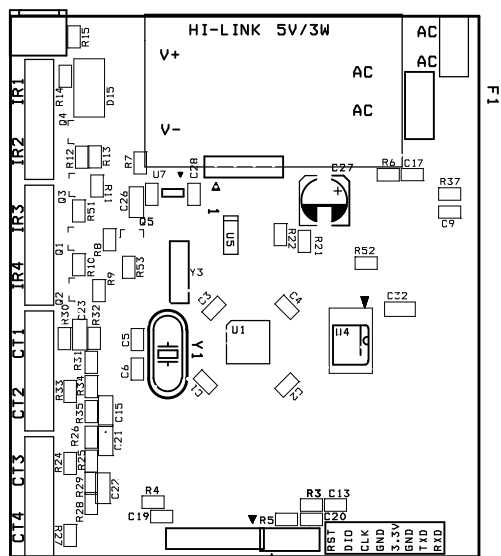 HI-LINK 5V/3W
AC
R15
V+
AC
F1
IR1
R14
D15
AC
Q4
V-
AC
IR2
R12
R13
R7
U7
C28
C27
+
R6
C17
R11
R37
Q3
R51
C26
Q5
1
C9
IR3
R8
U5
R22
R21
Q1
R10
R53
Y3
R52
IR4
R9
Q2
C3
C4
C32
R30
C23
R32
CT1
C5
Y1
U1
U4
R31
C6
C1
C2
R34
R33
CT2
R35
C15
R26
C21
R24
R25
CT3
R29
C22
R28
R4
R3
C13
C19
R5
C20
CT4
R27
RST
DIO
CLK
GND
3.3V
GND
TXD
RXD